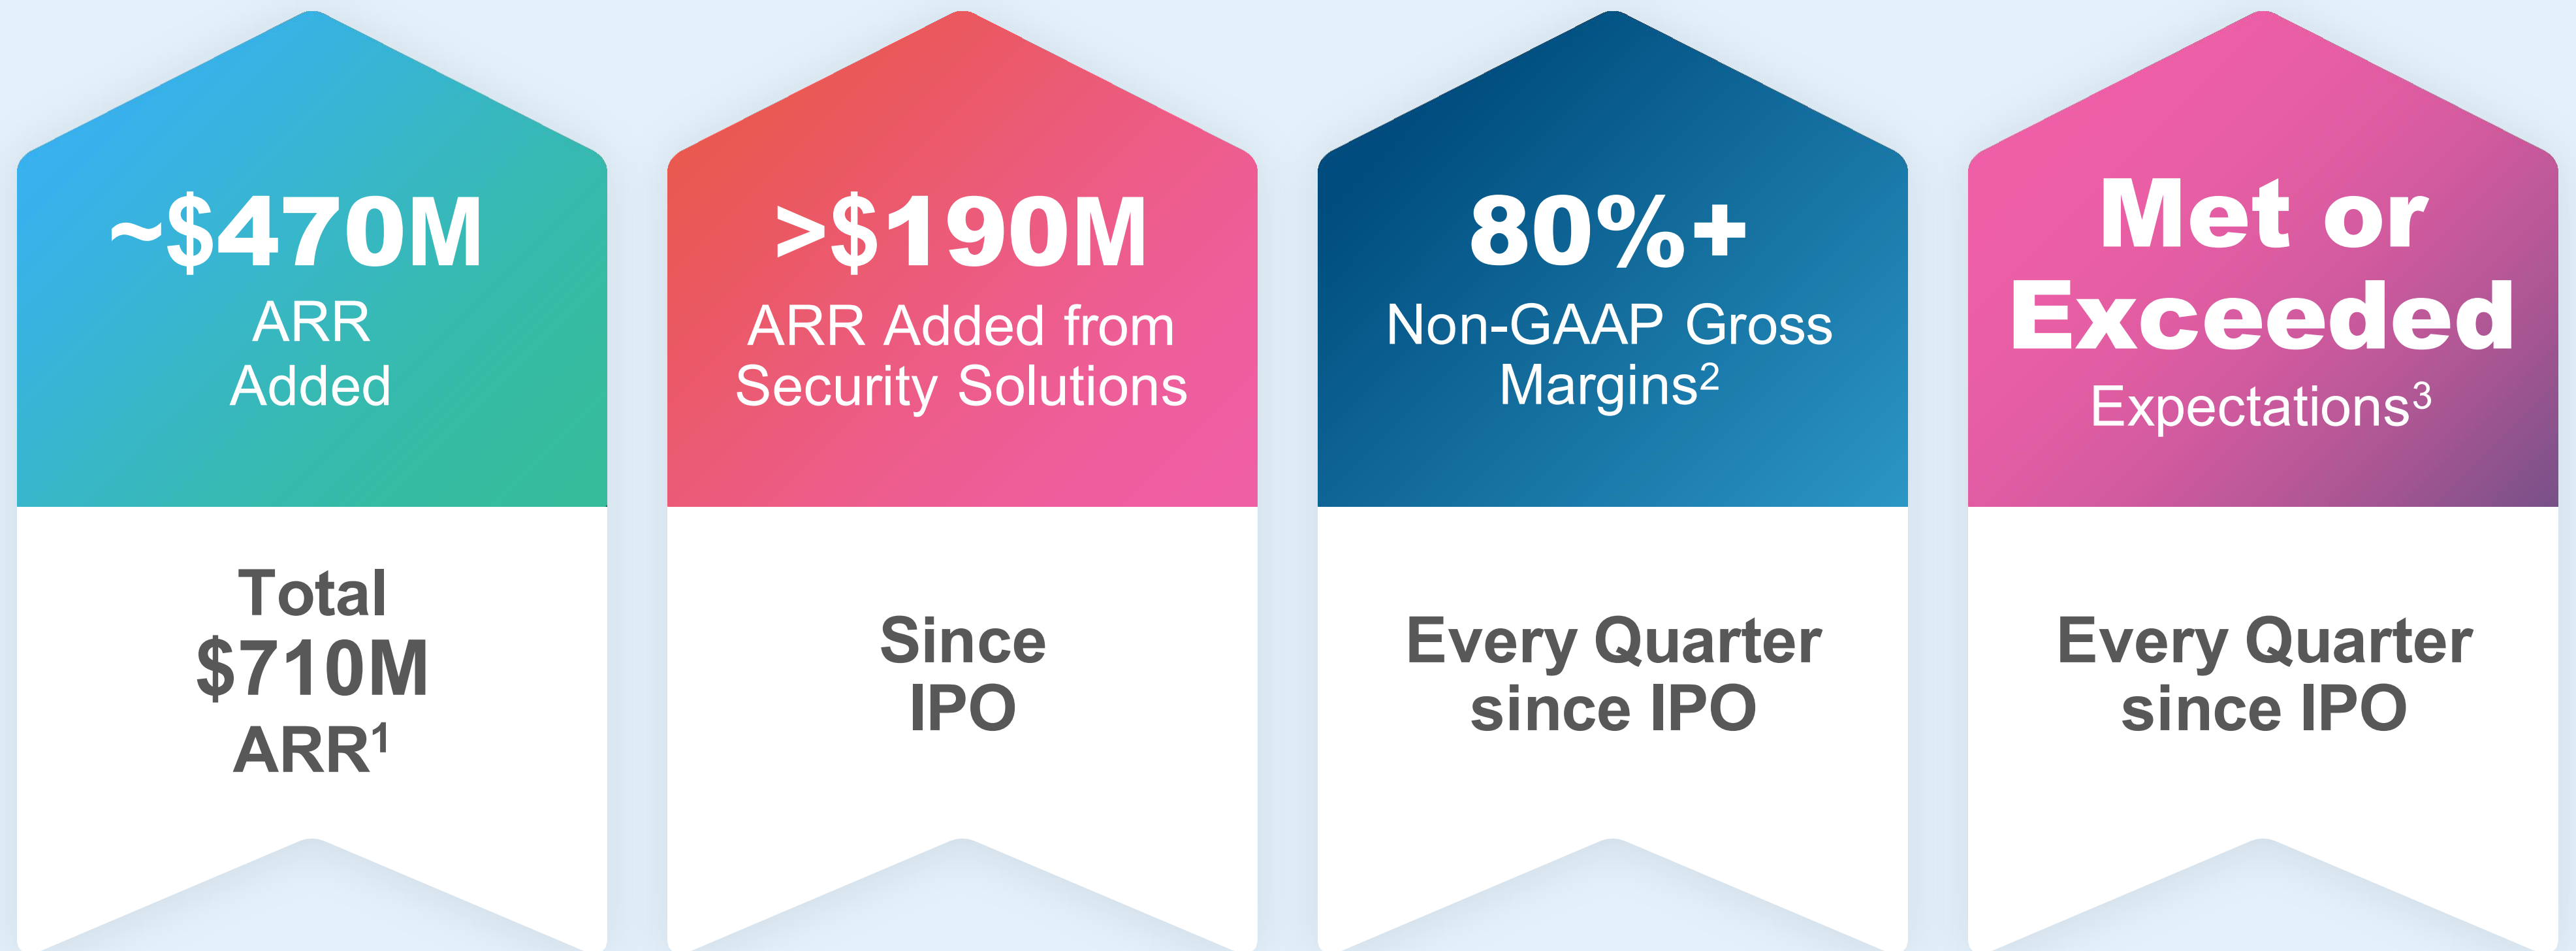 ~$470M
ARR
Added
Total
$710M
ARR¹
>$190M
ARR Added from
Security Solutions
Since
IPO
80%+
Non-GAAP Gross
Margins²
Every Quarter
since IPO
Met or
Exceeded
Expectations³
Every Quarter
since IPO